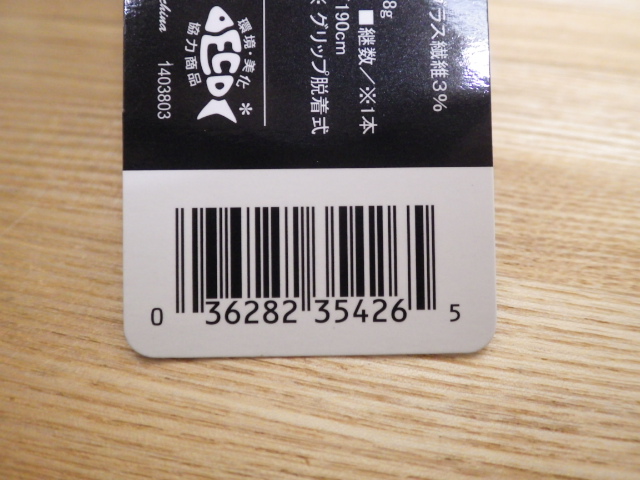 ラス繊維3%
8g
■継数/※1本
190cm
※グリップ脱着式
環境・美化
ECO
協力商品
*
china
1403803
0 36282 35426 5